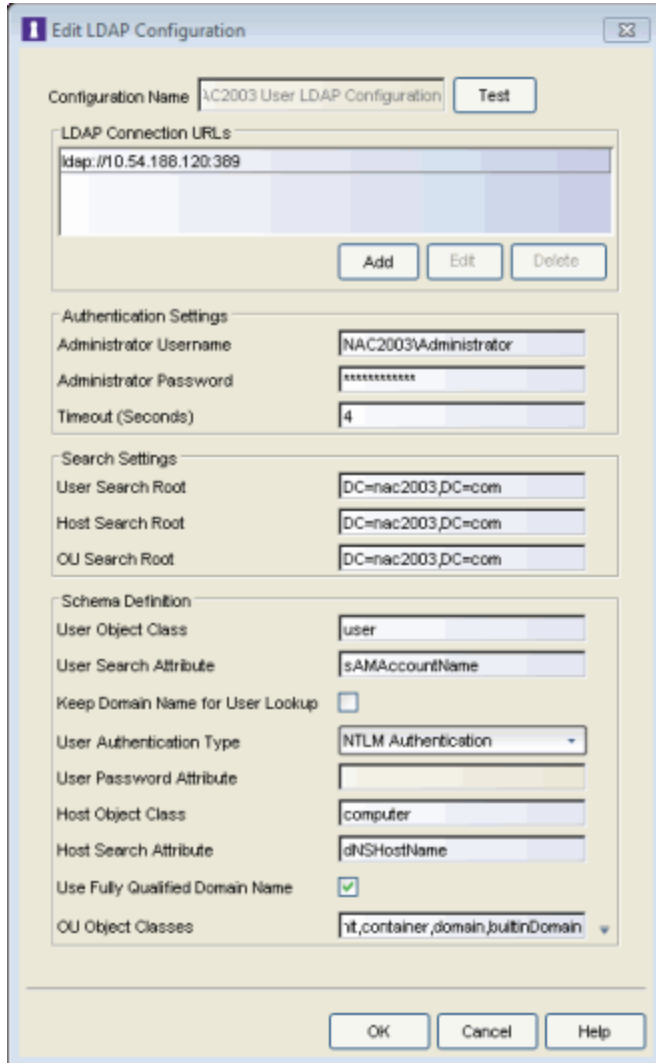 Edit LDAP Configuration
Configuration Name AC2003 User LDAP Configuration Test
LDAP Connection URLs
ldap://10.54.188.120:389
Add Edit Delete
Authentication Settings
Administrator Username NAC2003\Administrator
Administrator Password ************
Timeout (Seconds) 4
Search Settings
User Search Root DC=nac2003,DC=com
Host Search Root DC=nac2003,DC=com
OU Search Root DC=nac2003,DC=com
Schema Definition
User Object Class user
User Search Attribute sAMAccountName
Keep Domain Name for User Lookup
User Authentication Type NTLM Authentication
User Password Attribute
Host Object Class computer
Host Search Attribute dNSHostName
Use Fully Qualified Domain Name
OU Object Classes it,container,domain,builtinDomain
OK Cancel Help